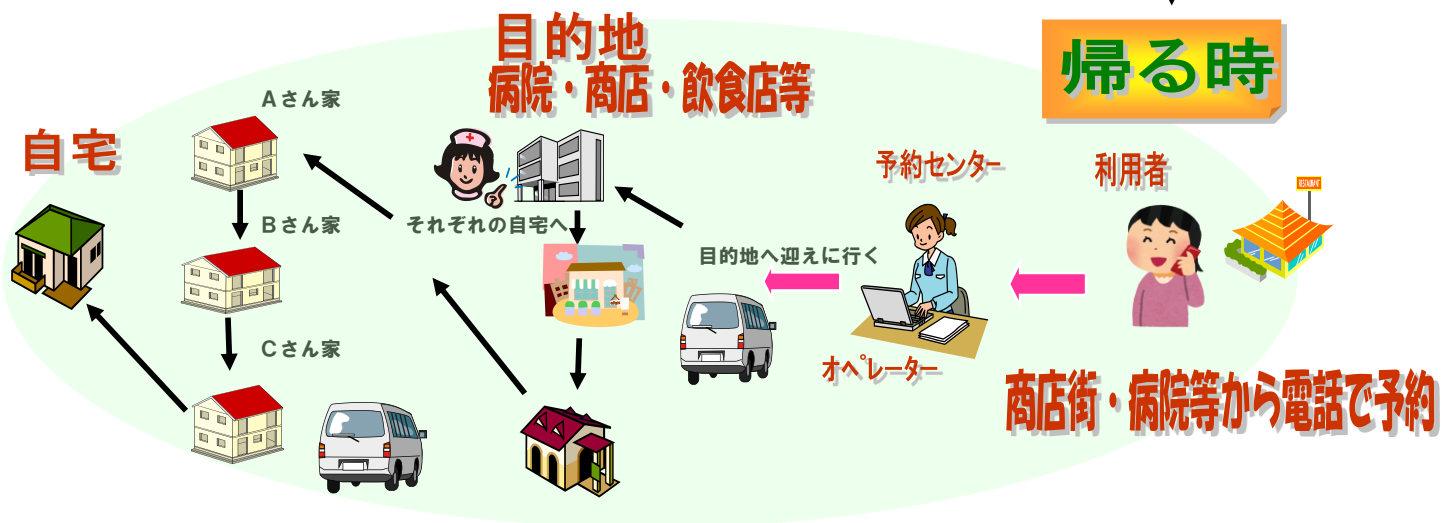 帰る時
目的地
病院・商店・飲食店等
自宅
Aさん家
Bさん家
Cさん家
それぞれの自宅へ
目的地へ迎えに行く
予約センター
オペレーター
利用者
RESTAURANT
商店街・病院等から電話で予約